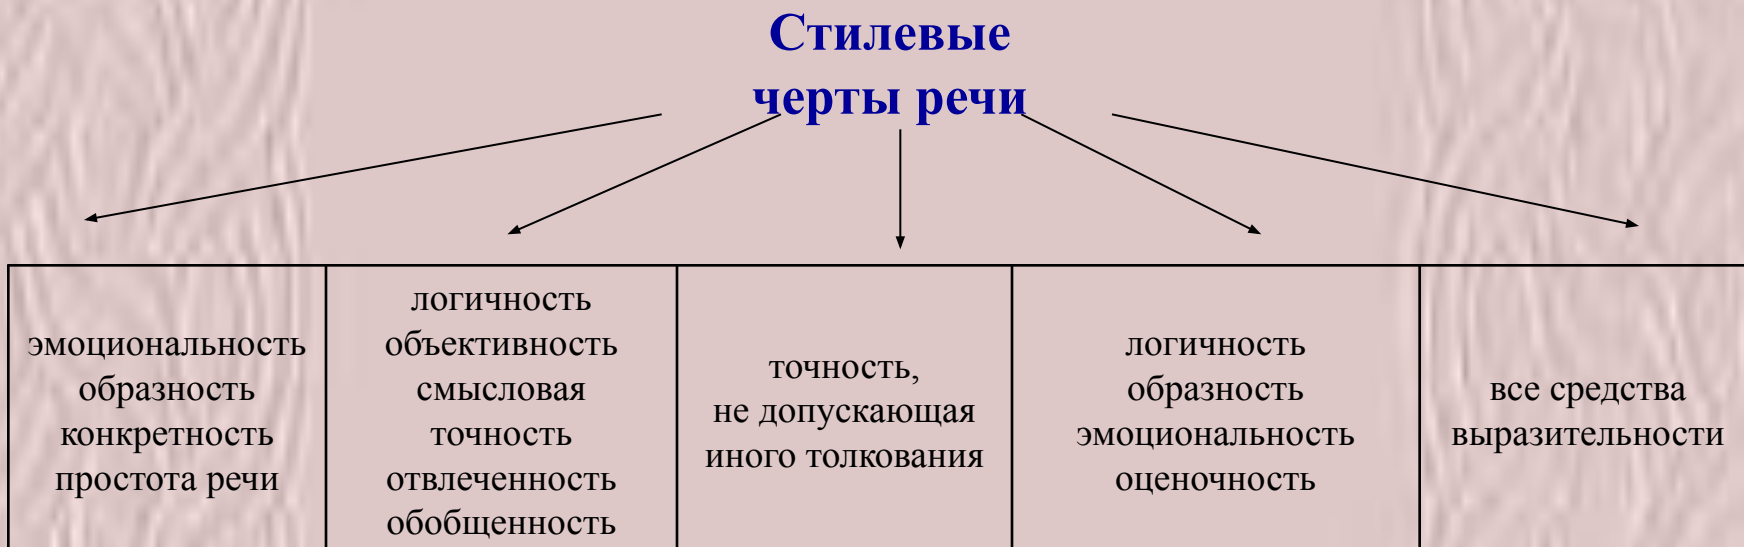 Стилевые
черты речи
эмоциональность
образность
конкретность
простота речи
логичность
объективность
смысловая
точность
отвлеченность
обобщенность
точность,
не допускающая
иного толкования
логичность
образность
эмоциональность
оценочность
все средства
выразительности